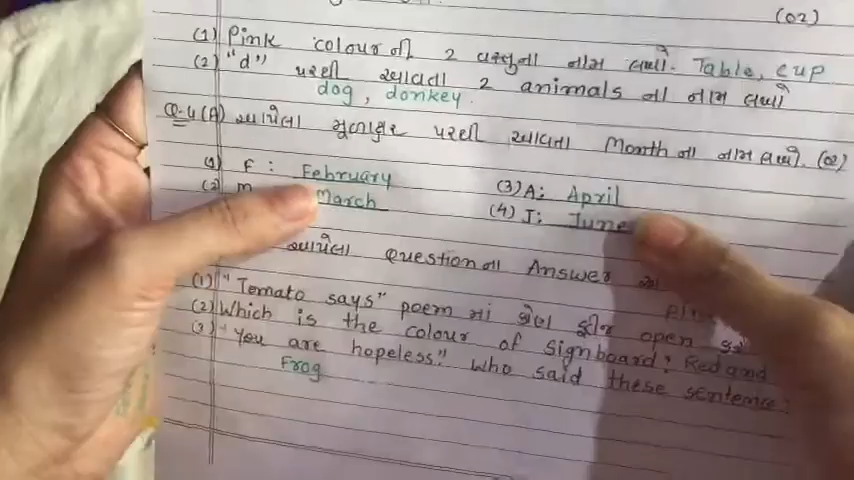 (02)
(1) Pink colour ની 2 વસ્તુના નામ લખો. Table, cup
(2) "d" પરથી આવતા 2 animals ના નામ લખો
dog, donkey
Q-4(A) આપેલા મૂળાક્ષર પરથી આવતા Month ના નામ લખો. (02)
(1) F: February (3) A: April
(2) m March (4) J: June
આપેલા Question ના Answer
(1) "Tomato says" poem માં open
(2) Which is the colour of signboard? Red and
(3) "You are hopeless." who said these sentence?
Frog